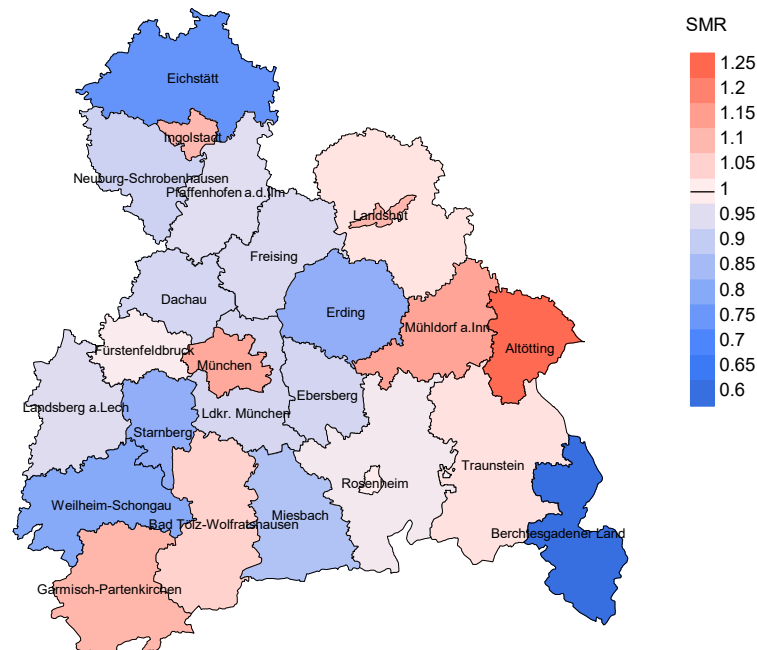 SMR
1.25
1.2
1.15
1.1
1.05
1
0.95
0.9
0.85
0.8
0.75
0.7
0.65
0.6
Eichstätt
Ingolstadt
Neuburg-Schrobenhausen
Pfaffenhofen a.d.Ilm
Landshut
Freising
Dachau
Erding
Mühldorf a.Inn
Altötting
Fürstenfeldbruck
München
Ebersberg
Landsberg a.Lech
Ldkr. München
Starnberg
Traunstein
Rosenheim
Weilheim-Schongau
Miesbach
Bad Tölz-Wolfratshausen
Berchtesgadener Land
Garmisch-Partenkirchen